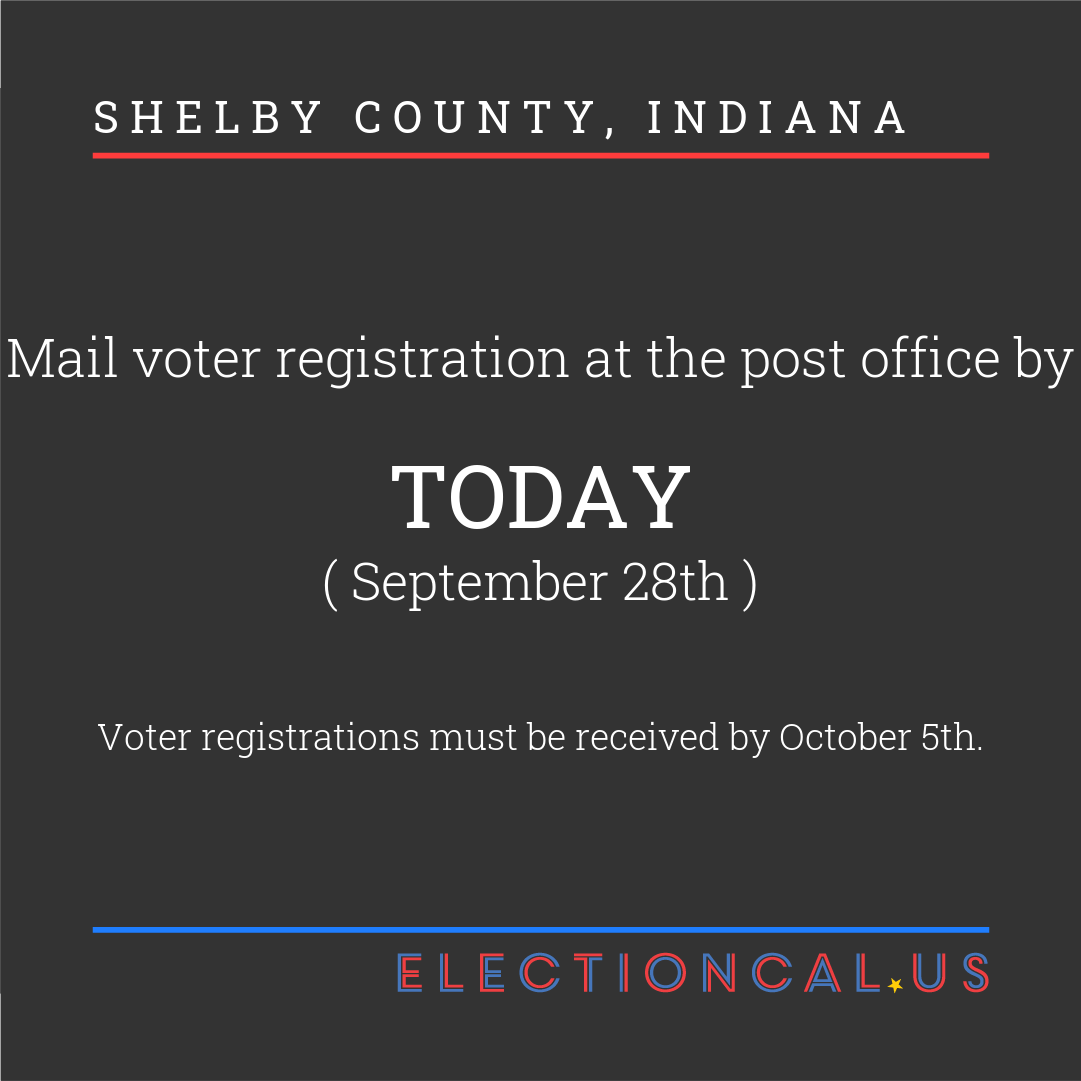 SHELBY COUNTY, INDIANA
Mail voter registration at the post office by
TODAY
( September 28th )
Voter registrations must be received by October 5th.
ELECTIONCAL.US